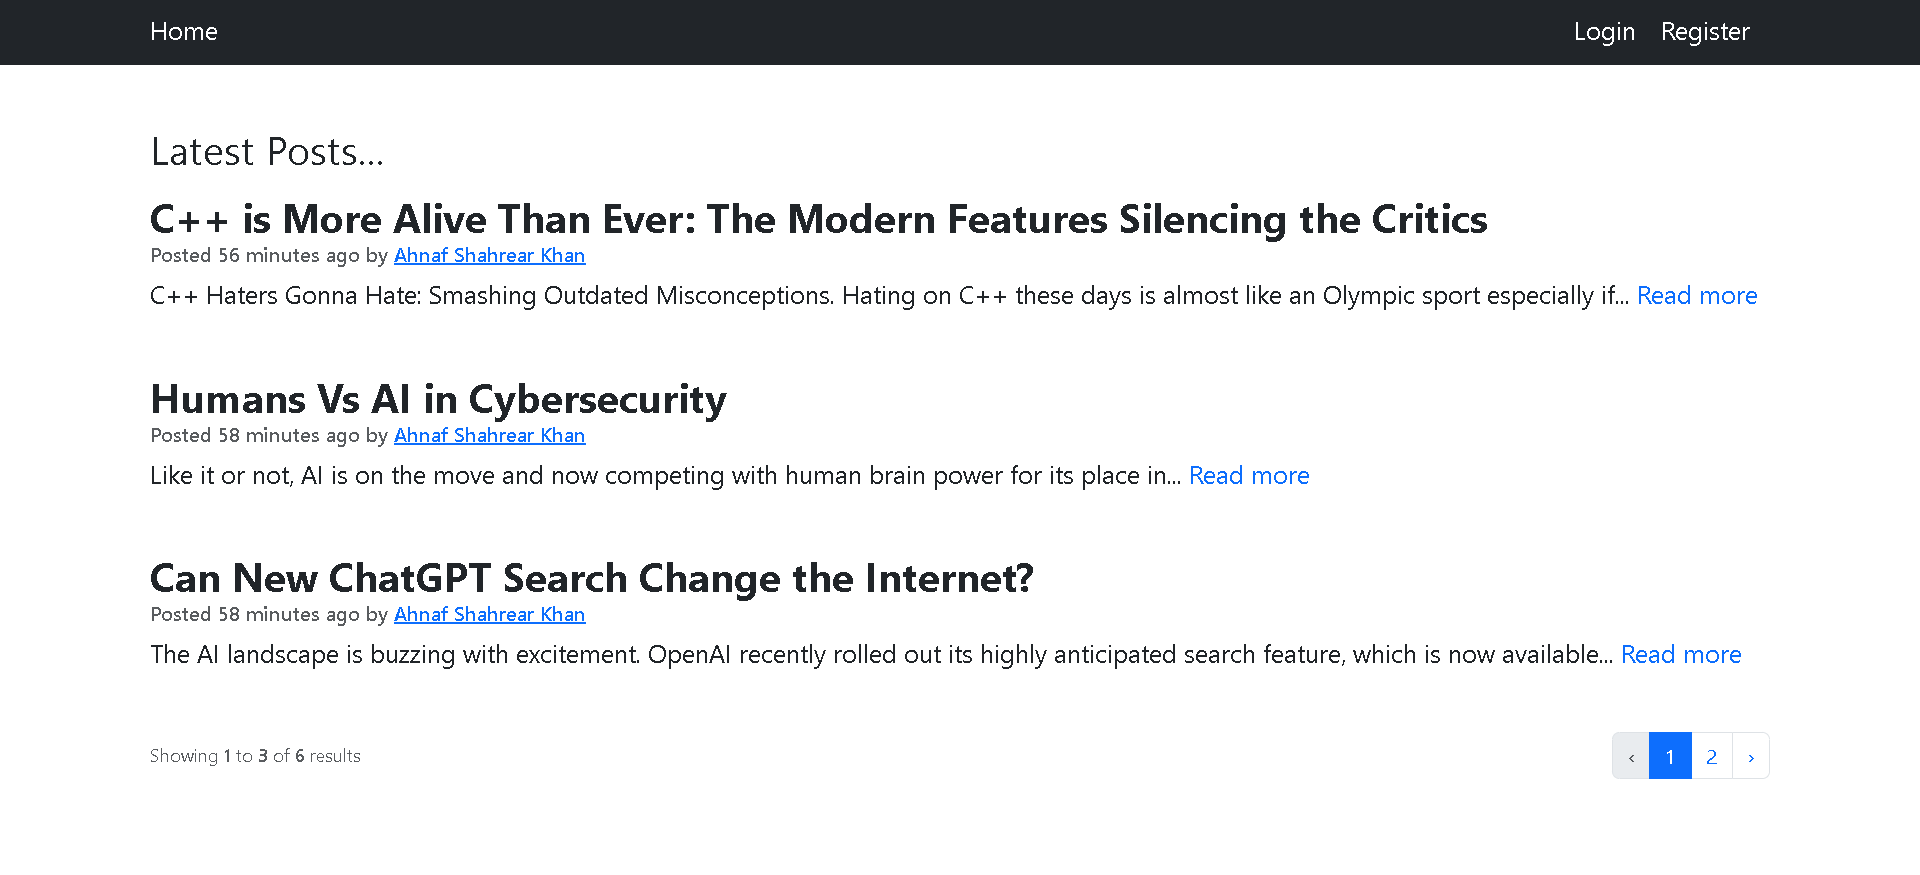 Home Login Register
Latest Posts...
C++ is More Alive Than Ever: The Modern Features Silencing the Critics
Posted 56 minutes ago by Ahnaf Shahrear Khan
C++ Haters Gonna Hate: Smashing Outdated Misconceptions. Hating on C++ these days is almost like an Olympic sport especially if... Read more
Humans Vs AI in Cybersecurity
Posted 58 minutes ago by Ahnaf Shahrear Khan
Like it or not, AI is on the move and now competing with human brain power for its place in... Read more
Can New ChatGPT Search Change the Internet?
Posted 58 minutes ago by Ahnaf Shahrear Khan
The AI landscape is buzzing with excitement. OpenAI recently rolled out its highly anticipated search feature, which is now available... Read more
Showing 1 to 3 of 6 results ‹ 1 2 ›